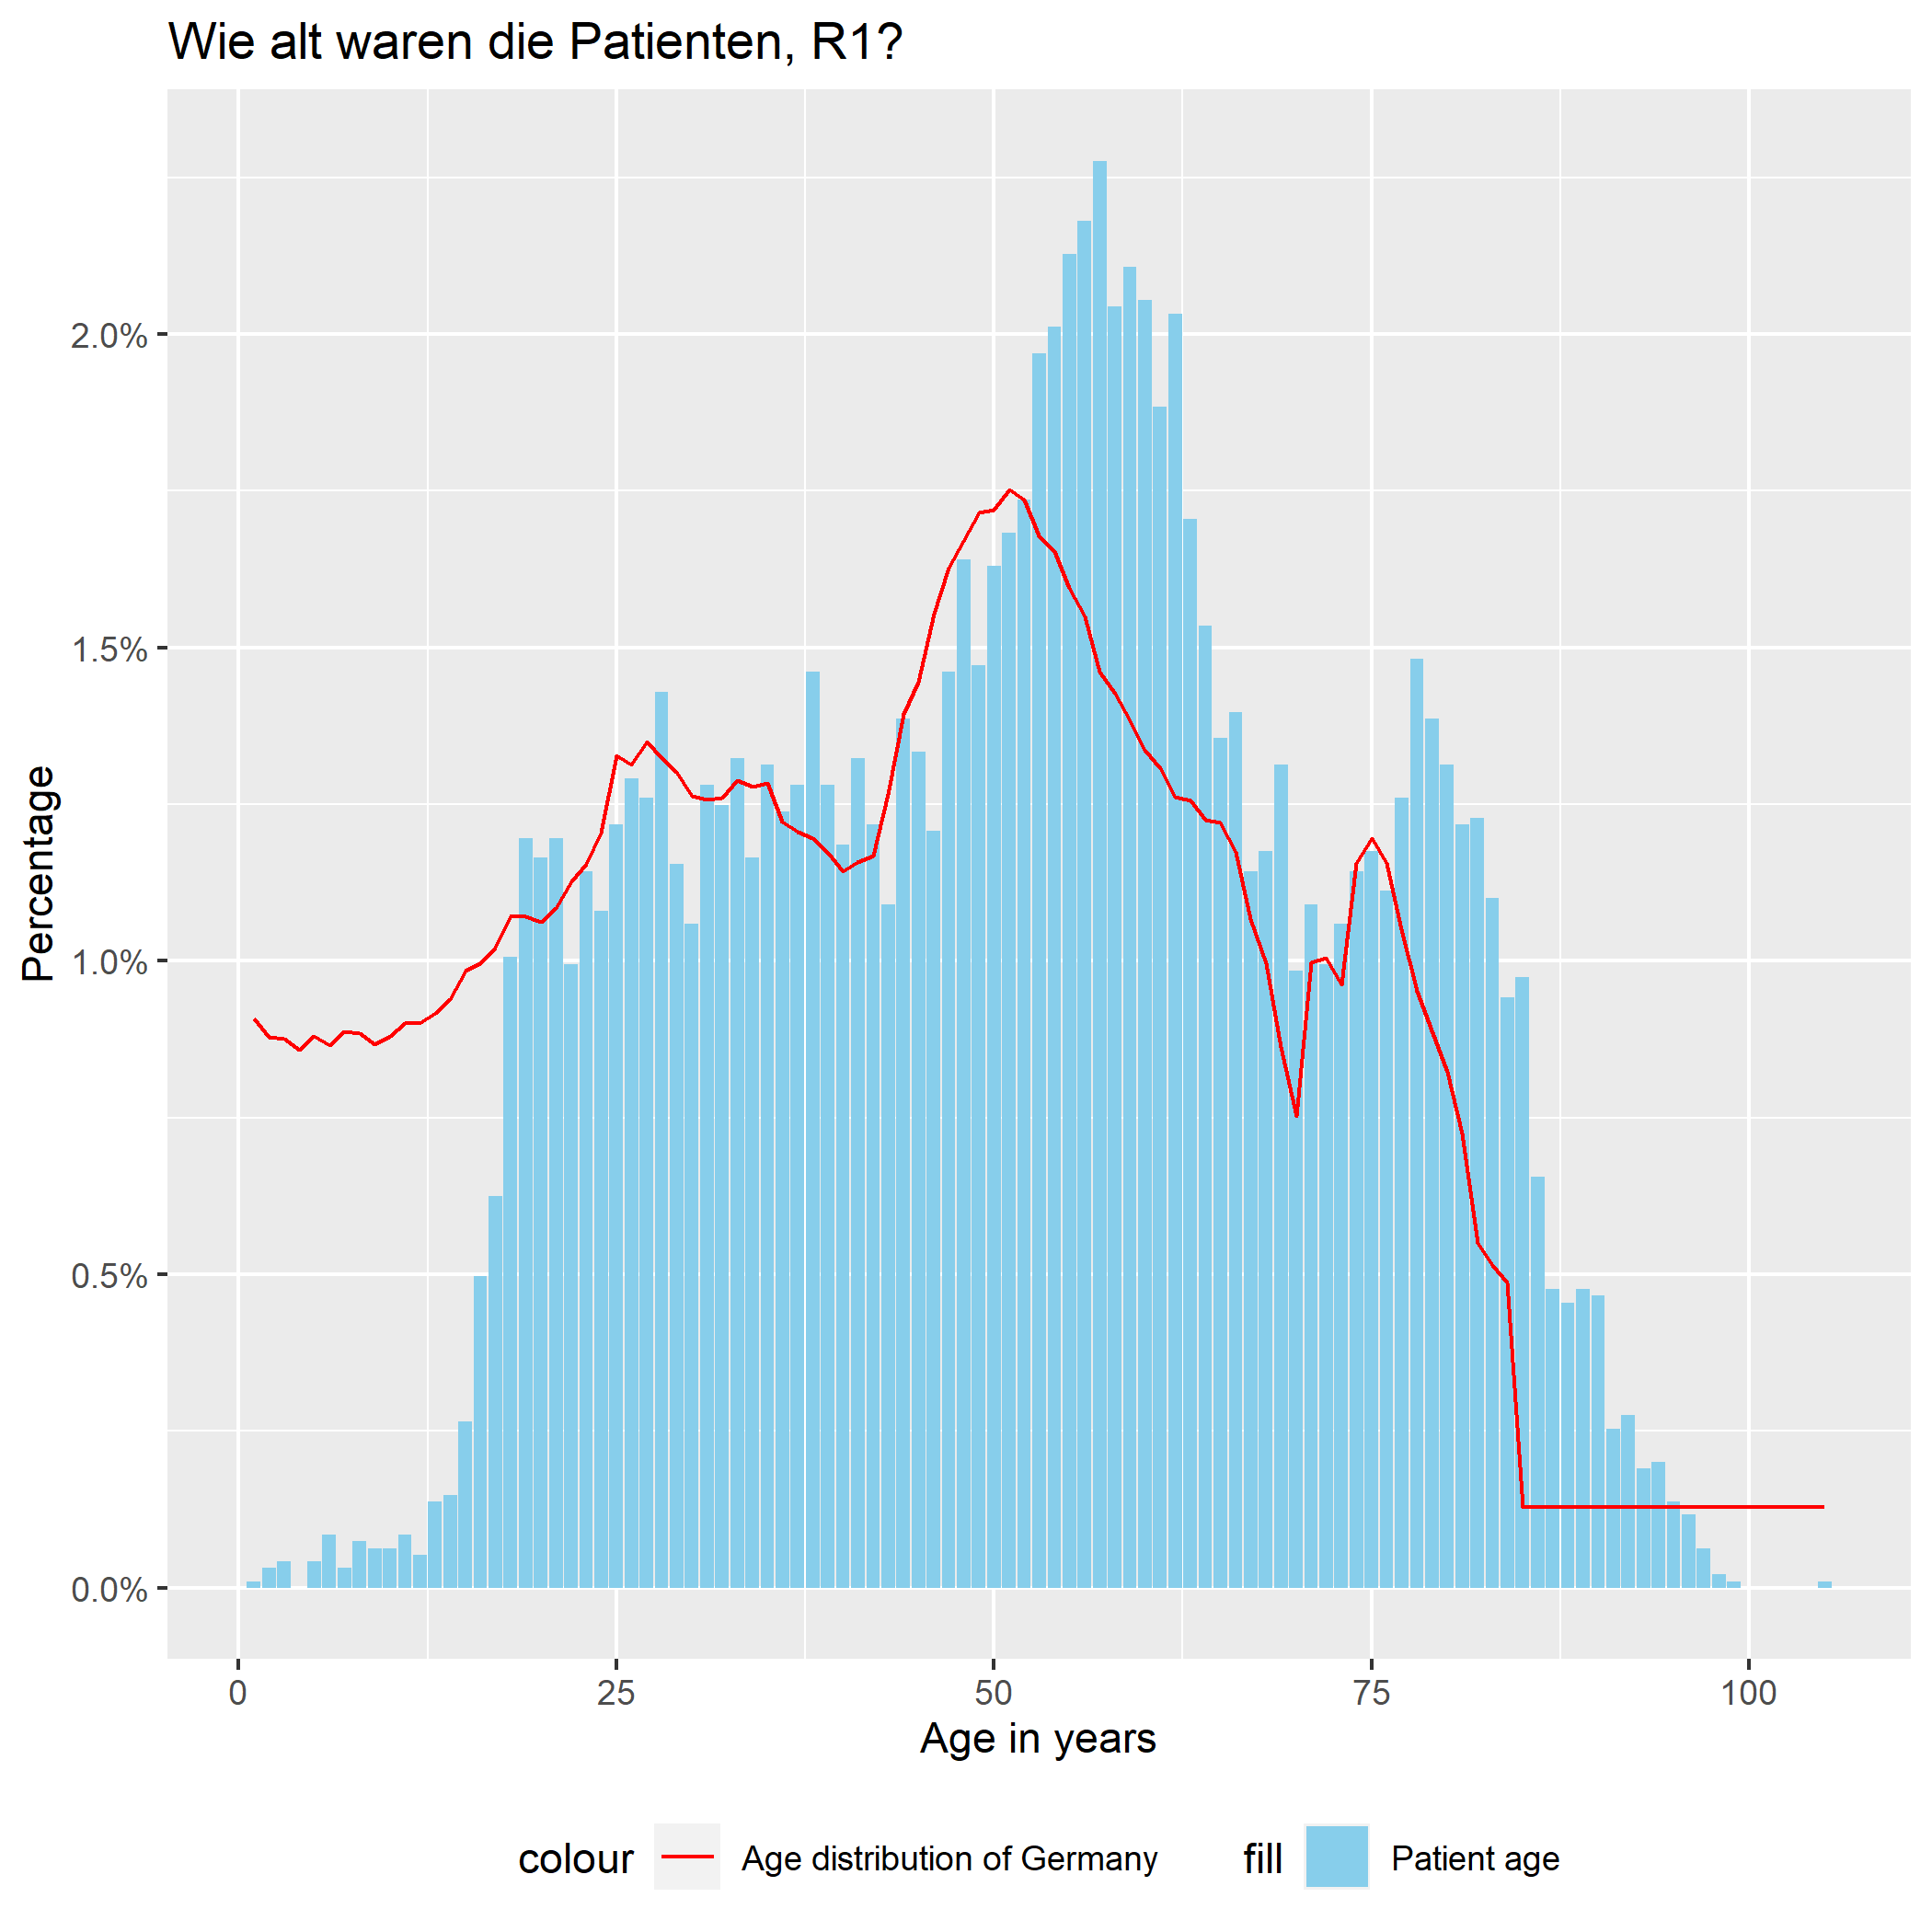 Wie alt waren die Patienten, R1?
Percentage
2.0%
1.5%
1.0%
0.5%
0.0%
0 25 50 75 100
Age in years
colour Age distribution of Germany fill Patient age